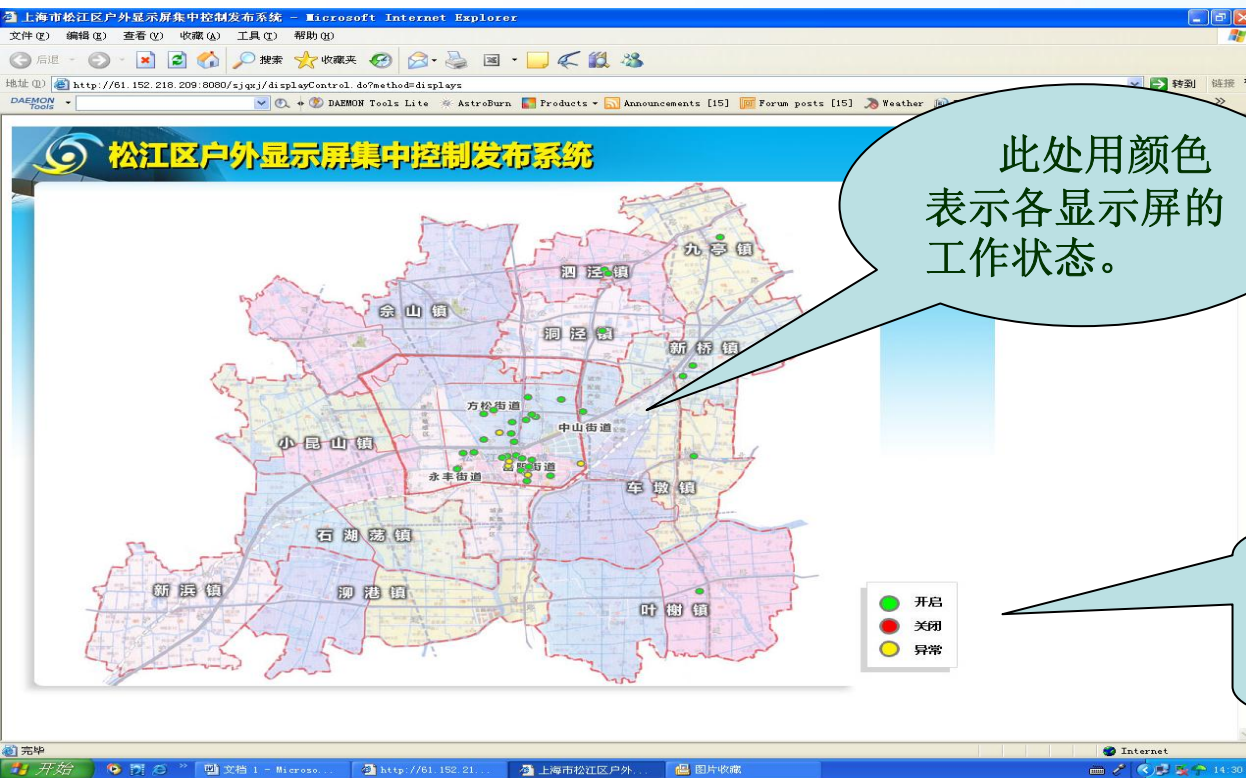 上海市松江区户外显示屏集中控制发布系统 - Microsoft Internet Explorer
文件(F) 编辑(E) 查看(V) 收藏(A) 工具(T) 帮助(H)
后退 搜索 收藏夹
地址(D) http://61.152.218.209:8080/sjqxj/displayControl.do?method=displays 转到 链接
DAEMON Tools DAEMON Tools Lite AstroBurn Products Announcements [15] Forum posts [15] Weather
松江区户外显示屏集中控制发布系统
此处用颜色
表示各显示屏的
工作状态。
九亭镇
泗泾镇
佘山镇
洞泾镇
新桥镇
方松街道
中山街道
小昆山镇
永丰街道
车墩镇
石湖荡镇
新浜镇
泖港镇
叶榭镇
开启
关闭
异常
完毕 Internet
开始 文档 1 - Microso... http://61.152.21... 上海市松江区户外... 图片收藏 14:30